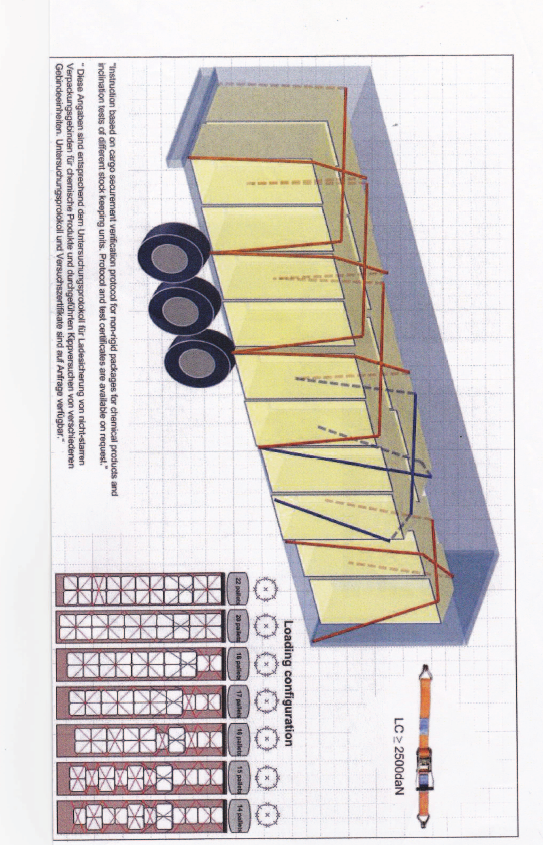 LC ≥ 2500daN
Loading configuration
22 pallets
20 pallets
18 pallets
17 pallets
16 pallets
15 pallets
14 pallets
"Instruction based on cargo securement verification protocol for non-rigid packages for chemical products and
inclination tests of different stock keeping units. Protocol and test certificates are available on request."
" Diese Angaben sind entsprechend dem Untersuchungsprotokoll für Ladesicherung von nicht-starren
Verpackungsgebinden für chemische Produkte und durchgeführten Kippversuchen von verschiedenen
Gebindeeinheiten. Untersuchungsprotokoll und Versuchszertifikate sind auf Anfrage verfügbar."